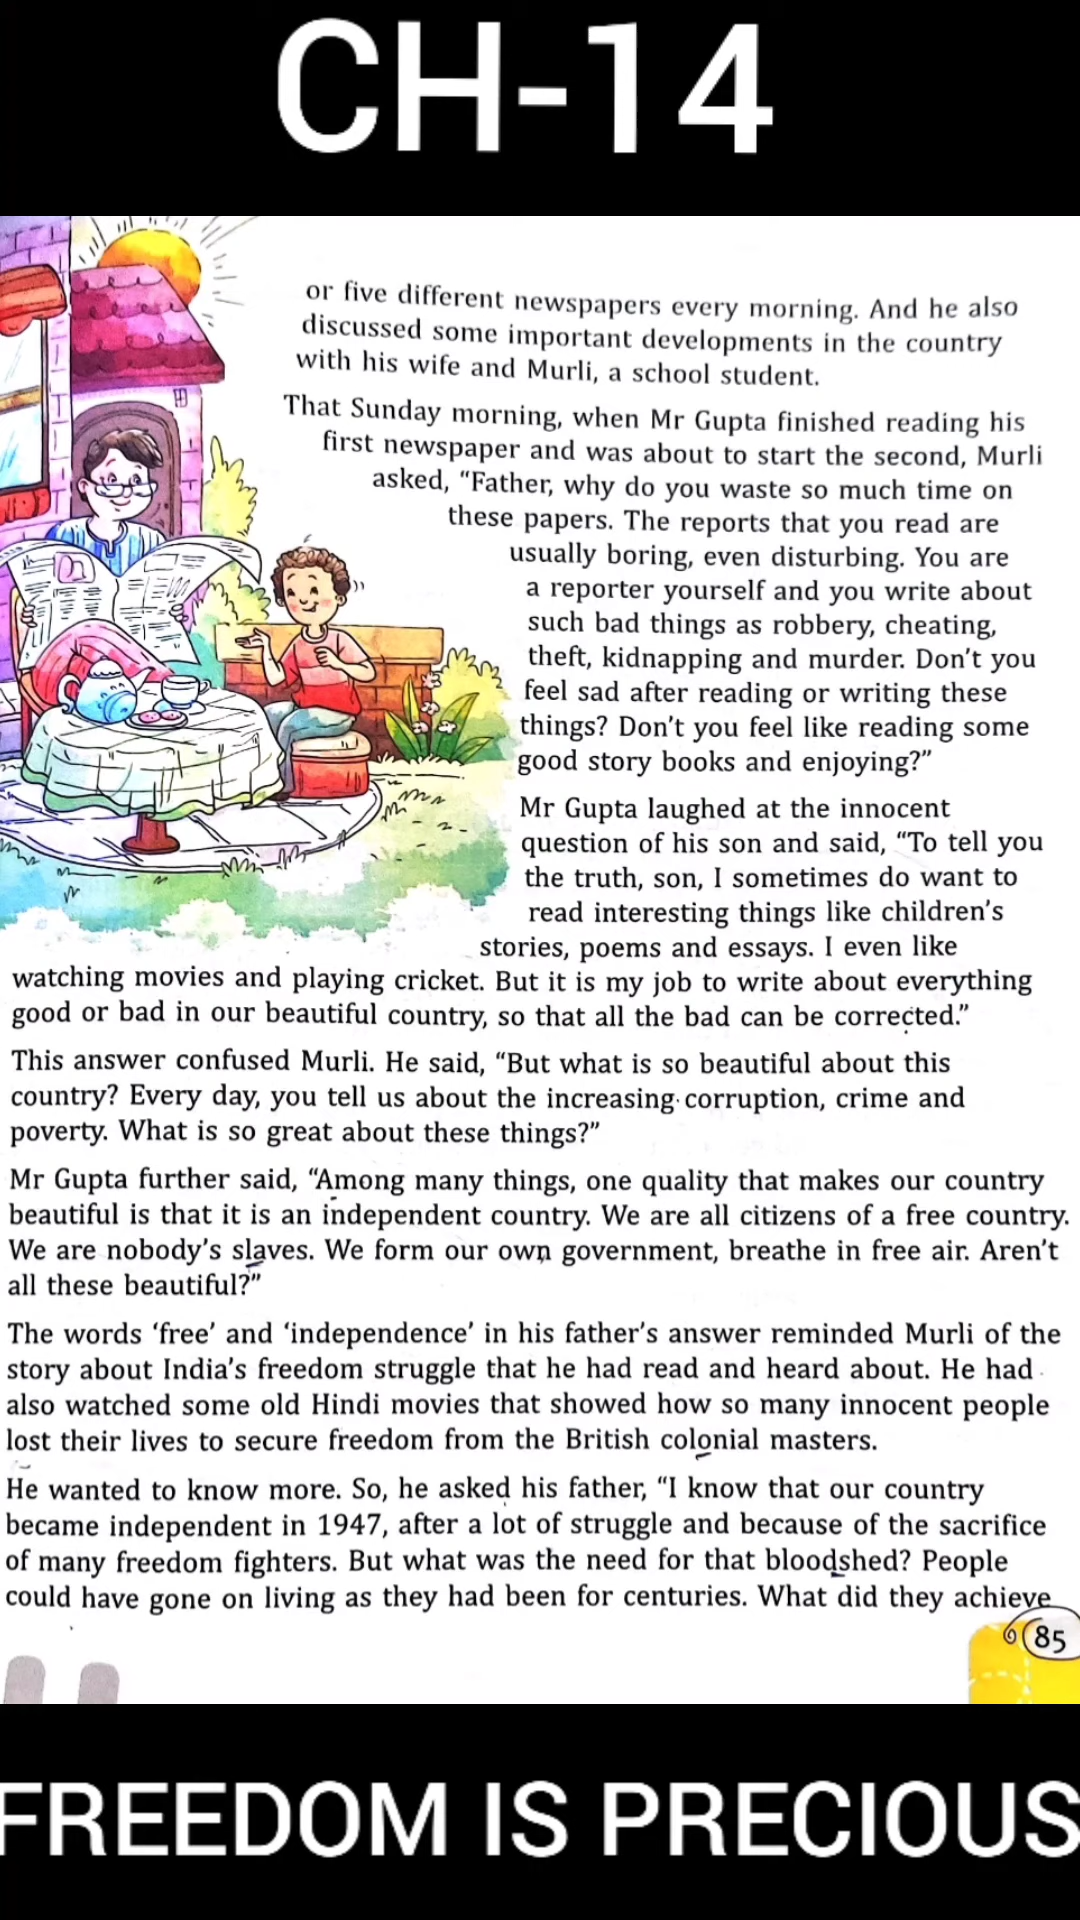 CH-14
or five different newspapers every morning. And he also
discussed some important developments in the country
with his wife and Murli, a school student.
That Sunday morning, when Mr Gupta finished reading his
first newspaper and was about to start the second, Murli
asked, “Father, why do you waste so much time on
these papers. The reports that you read are
usually boring, even disturbing. You are
a reporter yourself and you write about
such bad things as robbery, cheating,
theft, kidnapping and murder. Don’t you
feel sad after reading or writing these
things? Don’t you feel like reading some
good story books and enjoying?”
Mr Gupta laughed at the innocent
question of his son and said, “To tell you
the truth, son, I sometimes do want to
read interesting things like children’s
stories, poems and essays. I even like
watching movies and playing cricket. But it is my job to write about everything
good or bad in our beautiful country, so that all the bad can be corrected.”
This answer confused Murli. He said, “But what is so beautiful about this
country? Every day, you tell us about the increasing corruption, crime and
poverty. What is so great about these things?”
Mr Gupta further said, “Among many things, one quality that makes our country
beautiful is that it is an independent country. We are all citizens of a free country.
We are nobody’s slaves. We form our own government, breathe in free air. Aren’t
all these beautiful?”
The words ‘free’ and ‘independence’ in his father’s answer reminded Murli of the
story about India’s freedom struggle that he had read and heard about. He had
also watched some old Hindi movies that showed how so many innocent people
lost their lives to secure freedom from the British colonial masters.
He wanted to know more. So, he asked his father, “I know that our country
became independent in 1947, after a lot of struggle and because of the sacrifice
of many freedom fighters. But what was the need for that bloodshed? People
could have gone on living as they had been for centuries. What did they achieve
85
FREEDOM IS PRECIOUS